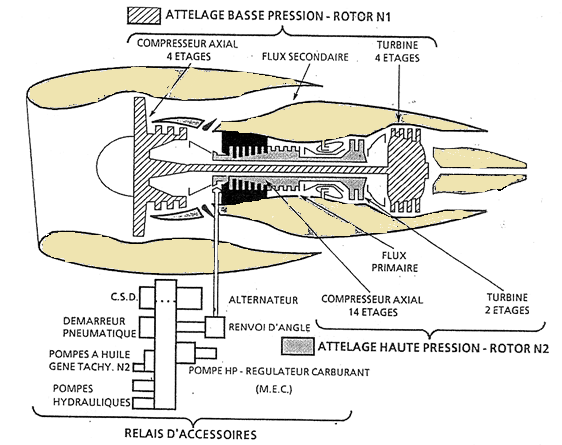 ATTELAGE BASSE PRESSION - ROTOR N1
COMPRESSEUR AXIAL
4 ETAGES
FLUX SECONDAIRE
TURBINE
4 ETAGES
FLUX
PRIMAIRE
COMPRESSEUR AXIAL
14 ETAGES
TURBINE
2 ETAGES
ATTELAGE HAUTE PRESSION - ROTOR N2
C.S.D.
ALTERNATEUR
DEMARREUR
PNEUMATIQUE
RENVOI D'ANGLE
POMPES A HUILE
GENE TACHY. N2
POMPE HP - REGULATEUR CARBURANT
(M.E.C.)
POMPES
HYDRAULIQUES
RELAIS D'ACCESSOIRES